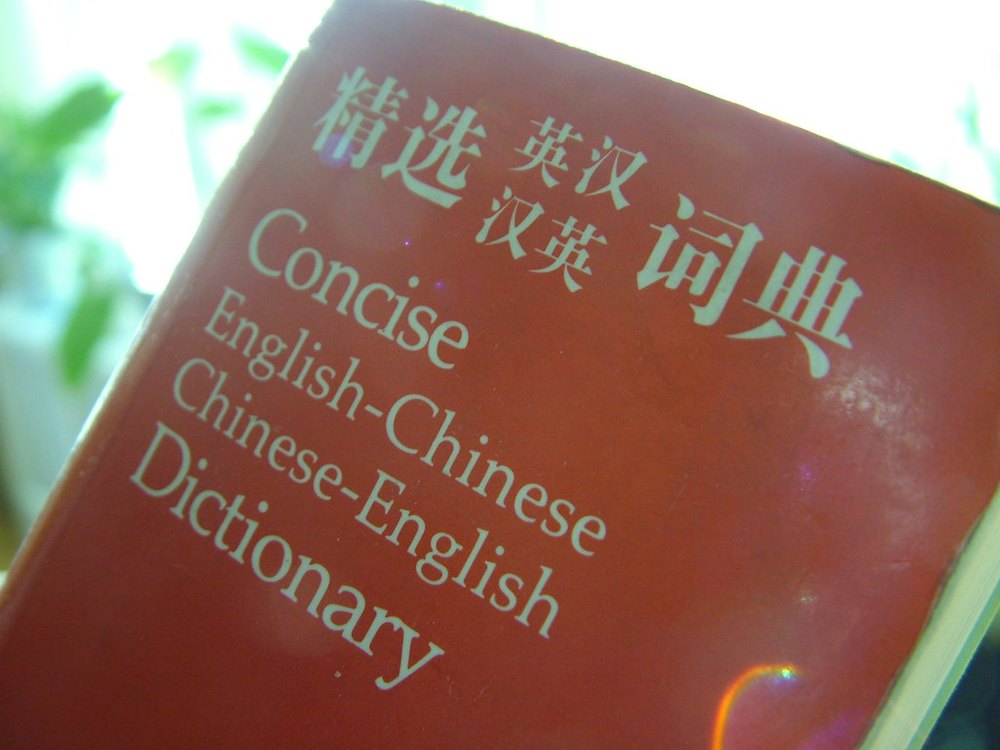 精选 英汉 词典
汉英
Concise
English-Chinese
Chinese-English
Dictionary